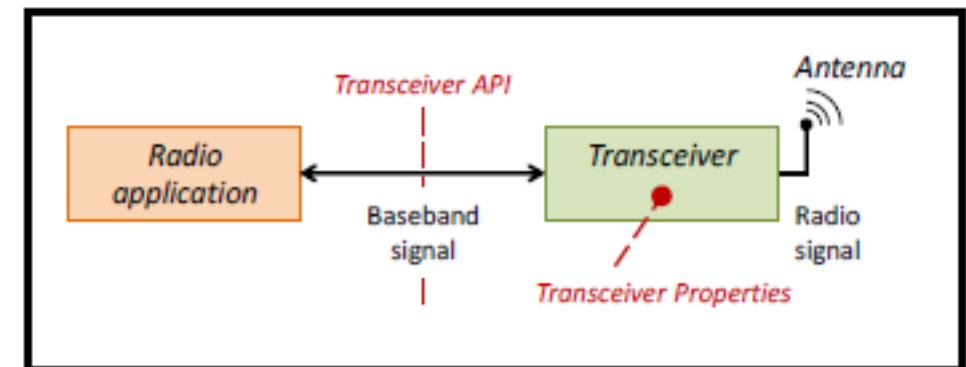 Transceiver API
Antenna
Radio
application
Transceiver
Baseband
signal
Radio
signal
Transceiver Properties